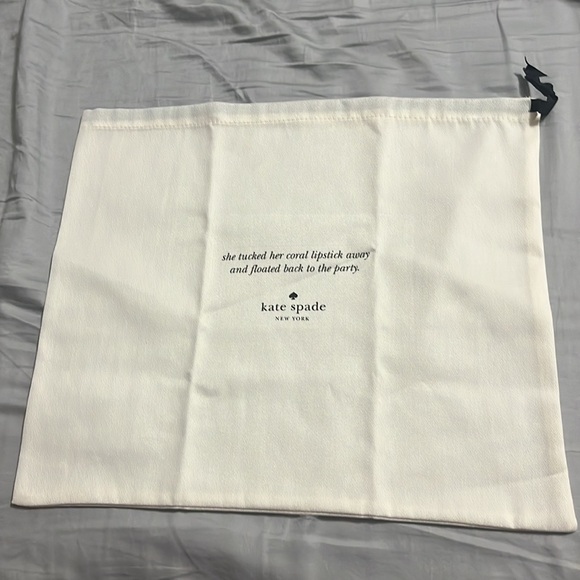 she tucked her coral lipstick away
and floated back to the party.
kate spade
NEW YORK